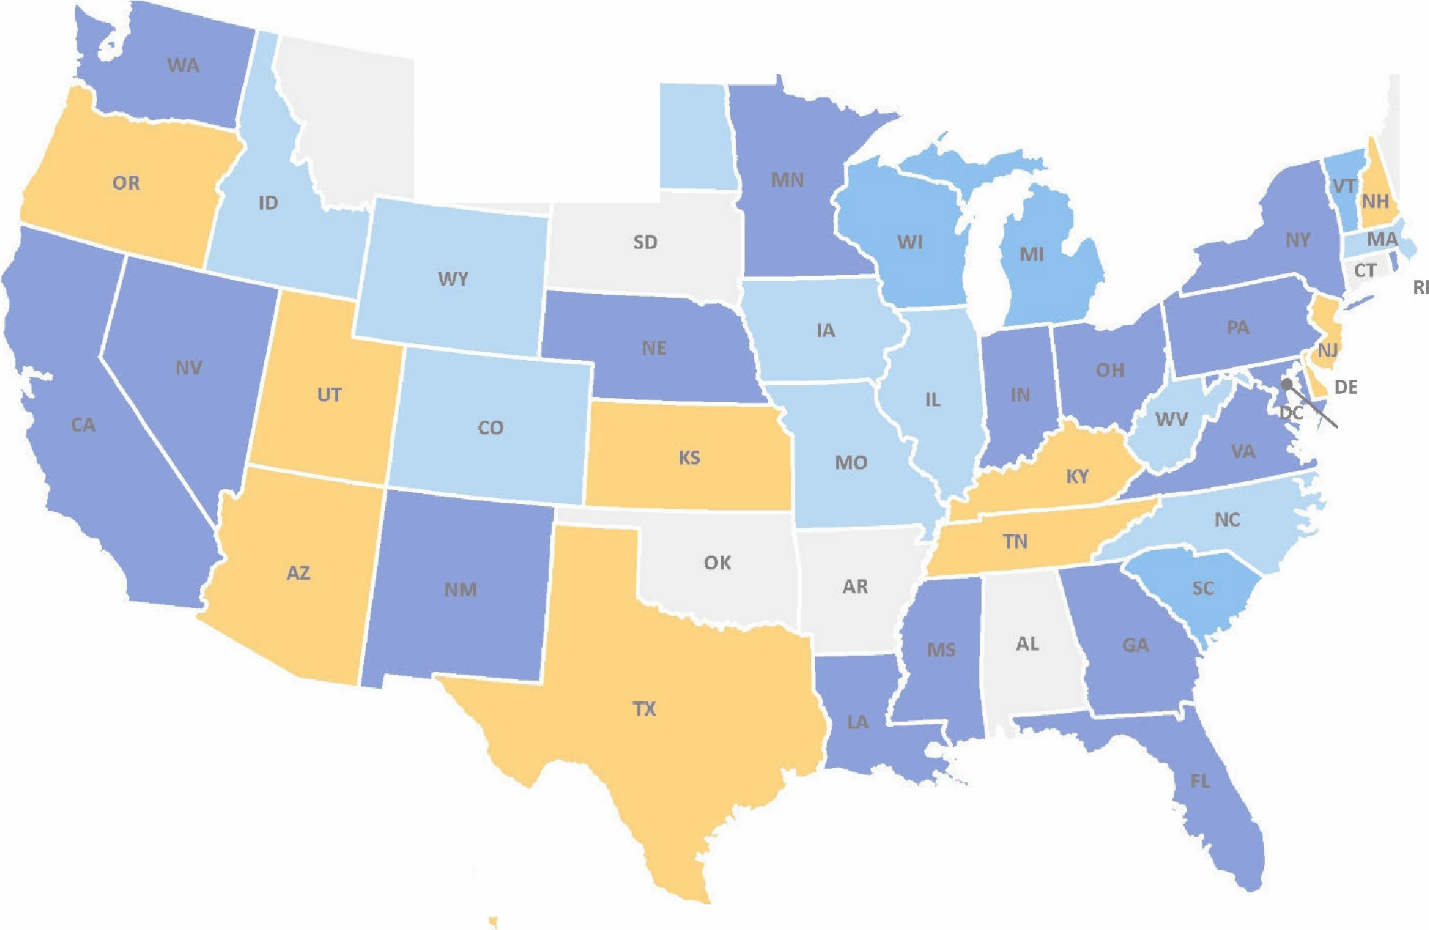 WA
OR
ID
WY
SD
MN
WI
MI
VT
NH
NY
MA
CT
RI
NV
UT
CO
NE
IA
IL
IN
OH
PA
NJ
DE
DC
CA
KS
MO
KY
WV
VA
AZ
NM
OK
AR
TN
NC
SC
TX
LA
MS
AL
GA
FL